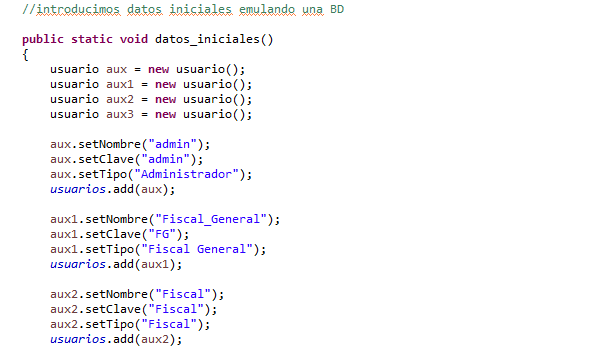 //introducimos datos iniciales emulando una BD
public static void datos_iniciales()
{
usuario aux = new usuario();
usuario aux1 = new usuario();
usuario aux2 = new usuario();
usuario aux3 = new usuario();
aux.setNombre("admin");
aux.setClave("admin");
aux.setTipo("Administrador");
usuarios.add(aux);
aux1.setNombre("Fiscal_General");
aux1.setClave("FG");
aux1.setTipo("Fiscal General");
usuarios.add(aux1);
aux2.setNombre("Fiscal");
aux2.setClave("Fiscal");
aux2.setTipo("Fiscal");
usuarios.add(aux2);